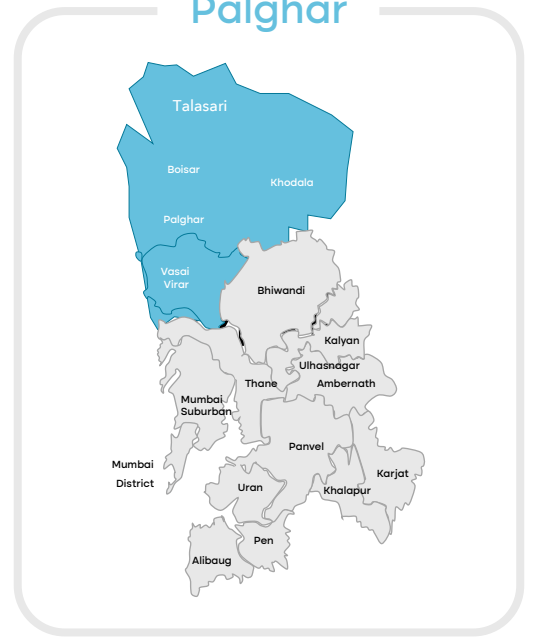 Palghar
Talasari
Boisar
Khodala
Palghar
Vasai
Virar
Bhiwandi
Kalyan
Ulhasnagar
Thane
Ambernath
Mumbai
Suburban
Panvel
Mumbai
District
Karjat
Uran
Khalapur
Pen
Alibaug